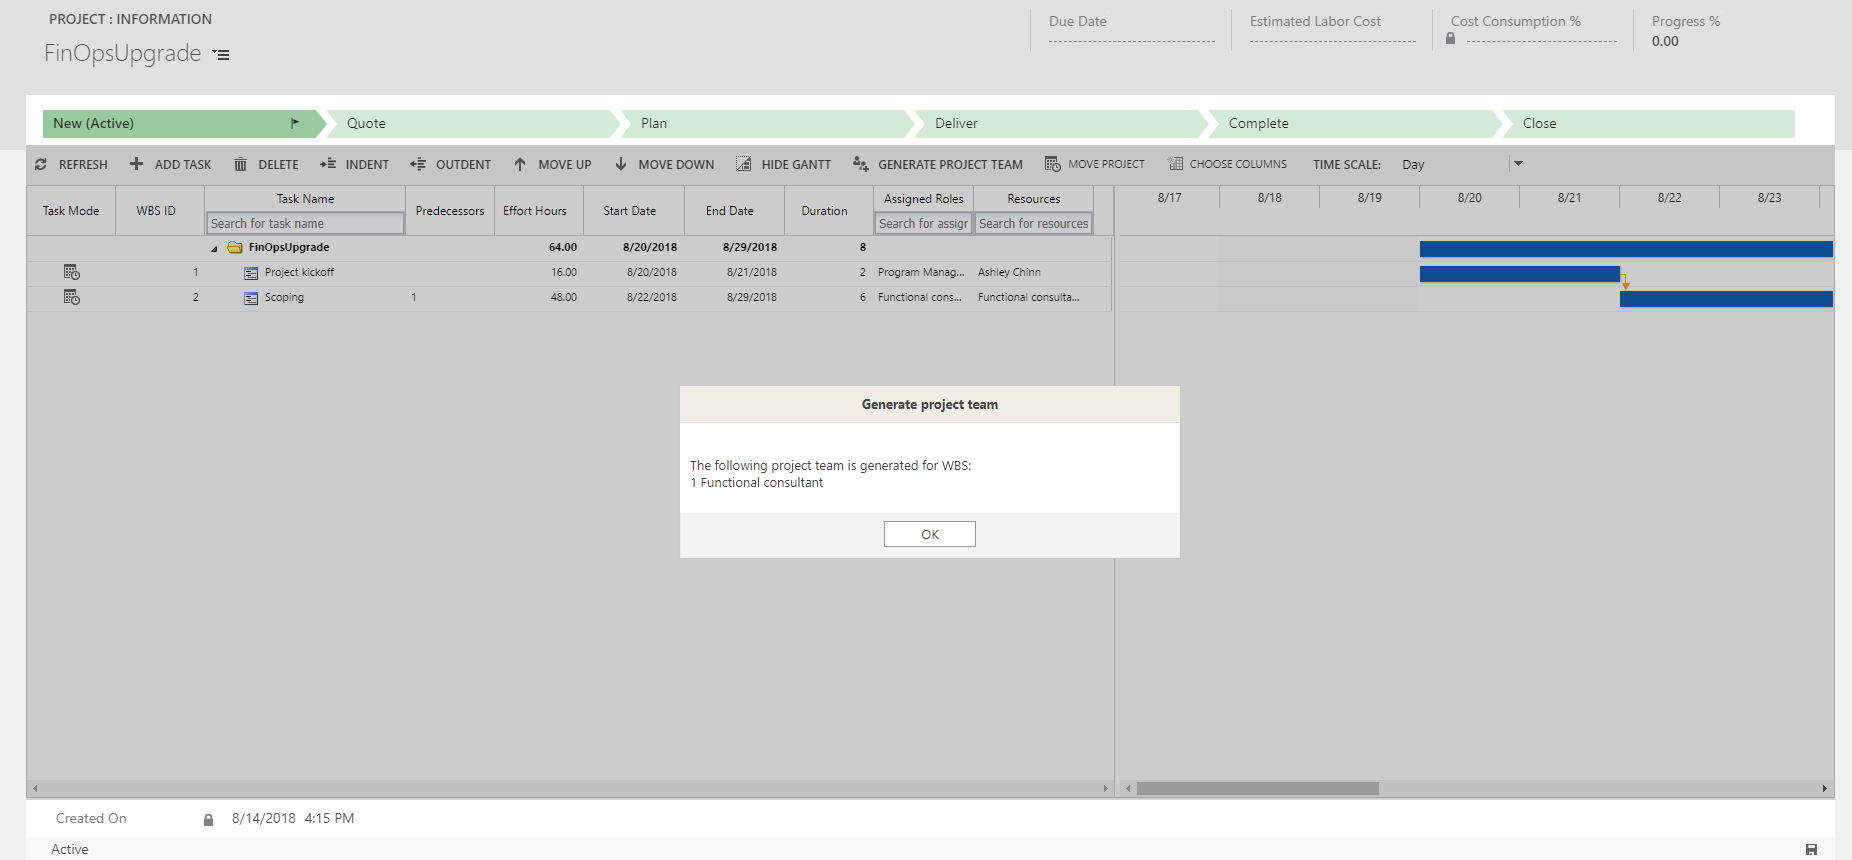 PROJECT : INFORMATION
FinOpsUpgrade
Due Date
Estimated Labor Cost
Cost Consumption %
Progress %
0.00
New (Active)
Quote
Plan
Deliver
Complete
Close
REFRESH ADD TASK DELETE INDENT OUTDENT MOVE UP MOVE DOWN HIDE GANTT GENERATE PROJECT TEAM MOVE PROJECT CHOOSE COLUMNS TIME SCALE: Day
Task Mode WBS ID Task Name Predecessors Effort Hours Start Date End Date Duration Assigned Roles Resources 8/17 8/18 8/19 8/20 8/21 8/22 8/23
Search for task name Search for assigr Search for resources
FinOpsUpgrade 64.00 8/20/2018 8/29/2018 8
1 Project kickoff 16.00 8/20/2018 8/21/2018 2 Program Manag... Ashley Chinn
2 Scoping 1 48.00 8/22/2018 8/29/2018 6 Functional cons... Functional consulta...
Generate project team
The following project team is generated for WBS:
1 Functional consultant
OK
Created On 8/14/2018 4:15 PM
Active